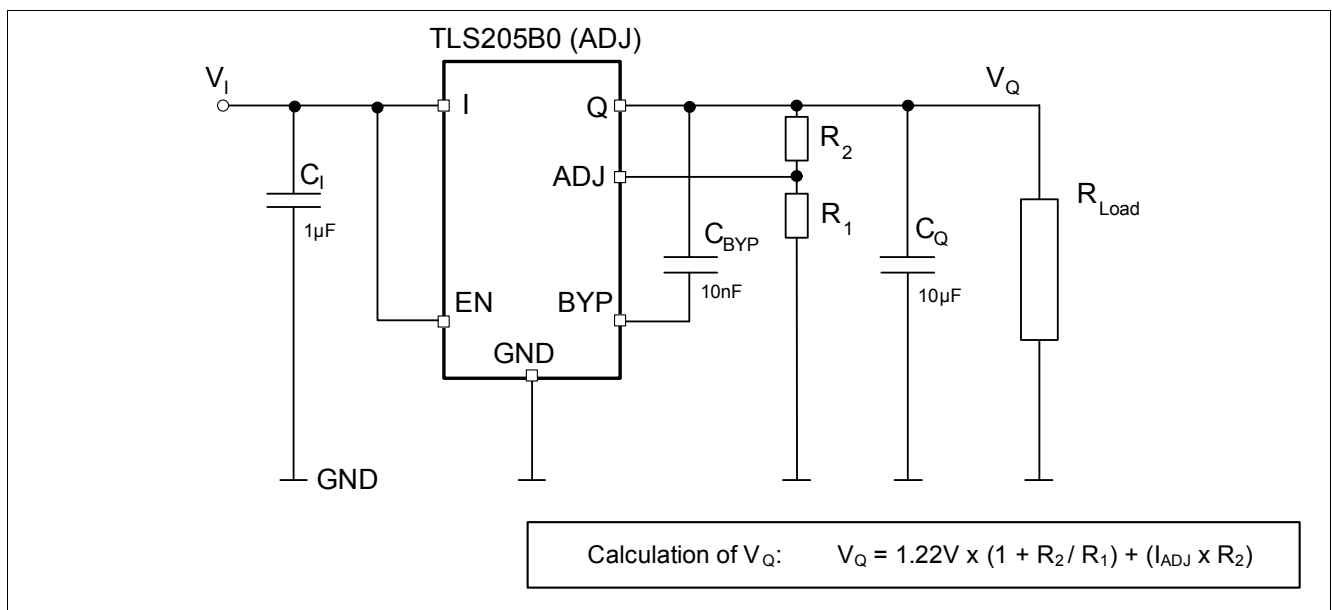 TLS205B0 (ADJ)
V_I
I
Q
V_Q
R_2
ADJ
C_I
R_1
R_Load
1µF
C_BYP
C_Q
10nF
10µF
EN
BYP
GND
GND
Calculation of V_Q: V_Q = 1.22V x (1 + R_2 / R_1) + (I_ADJ x R_2)